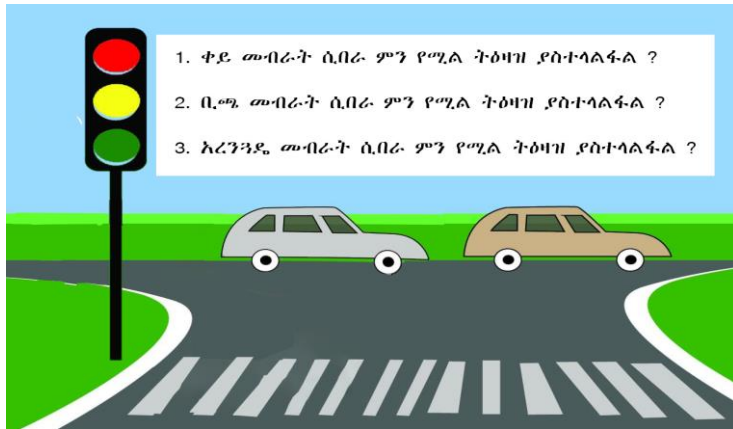 1. ቀይ መብራት ሲበራ ምን የሚል ትዕዛዝ ያስተላልፋል ?
2. ቢጫ መብራት ሲበራ ምን የሚል ትዕዛዝ ያስተላልፋል ?
3. አረንጓዴ መብራት ሲበራ ምን የሚል ትዕዛዝ ያስተላልፋል ?